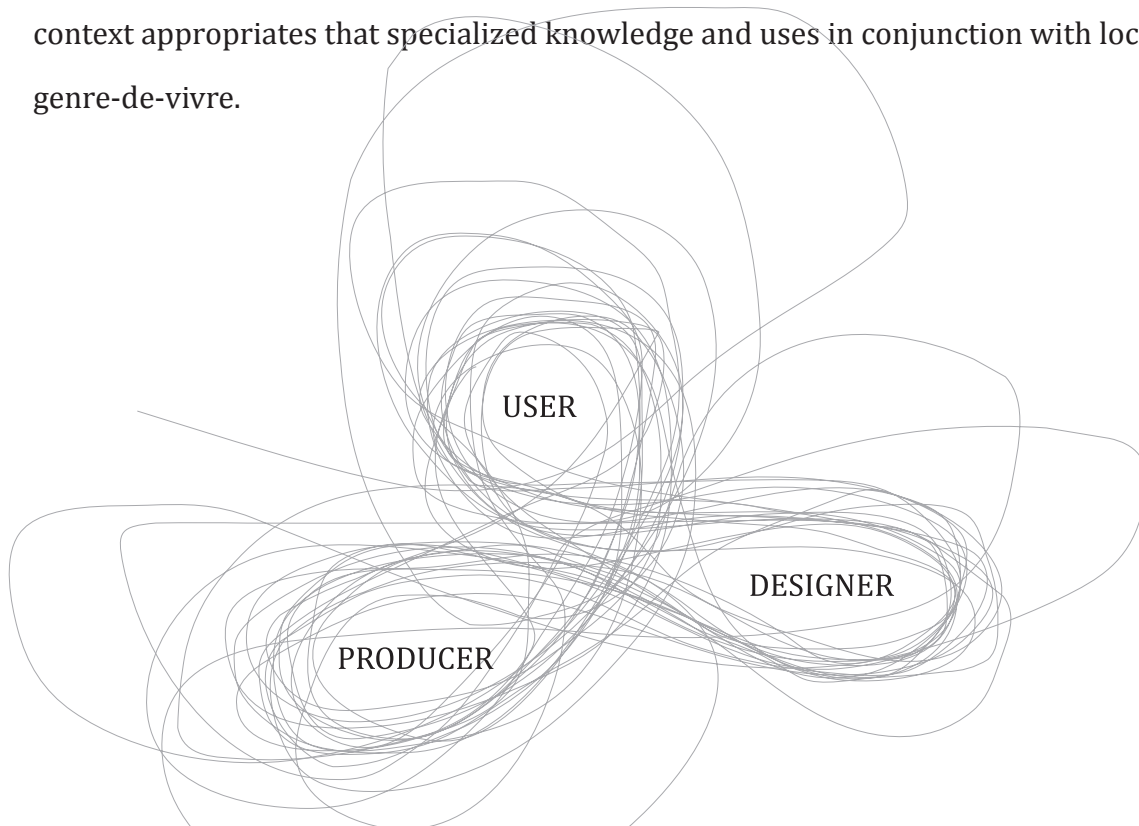 context appropriates that specialized knowledge and uses in conjunction with loc
genre-de-vivre.
USER
DESIGNER
PRODUCER